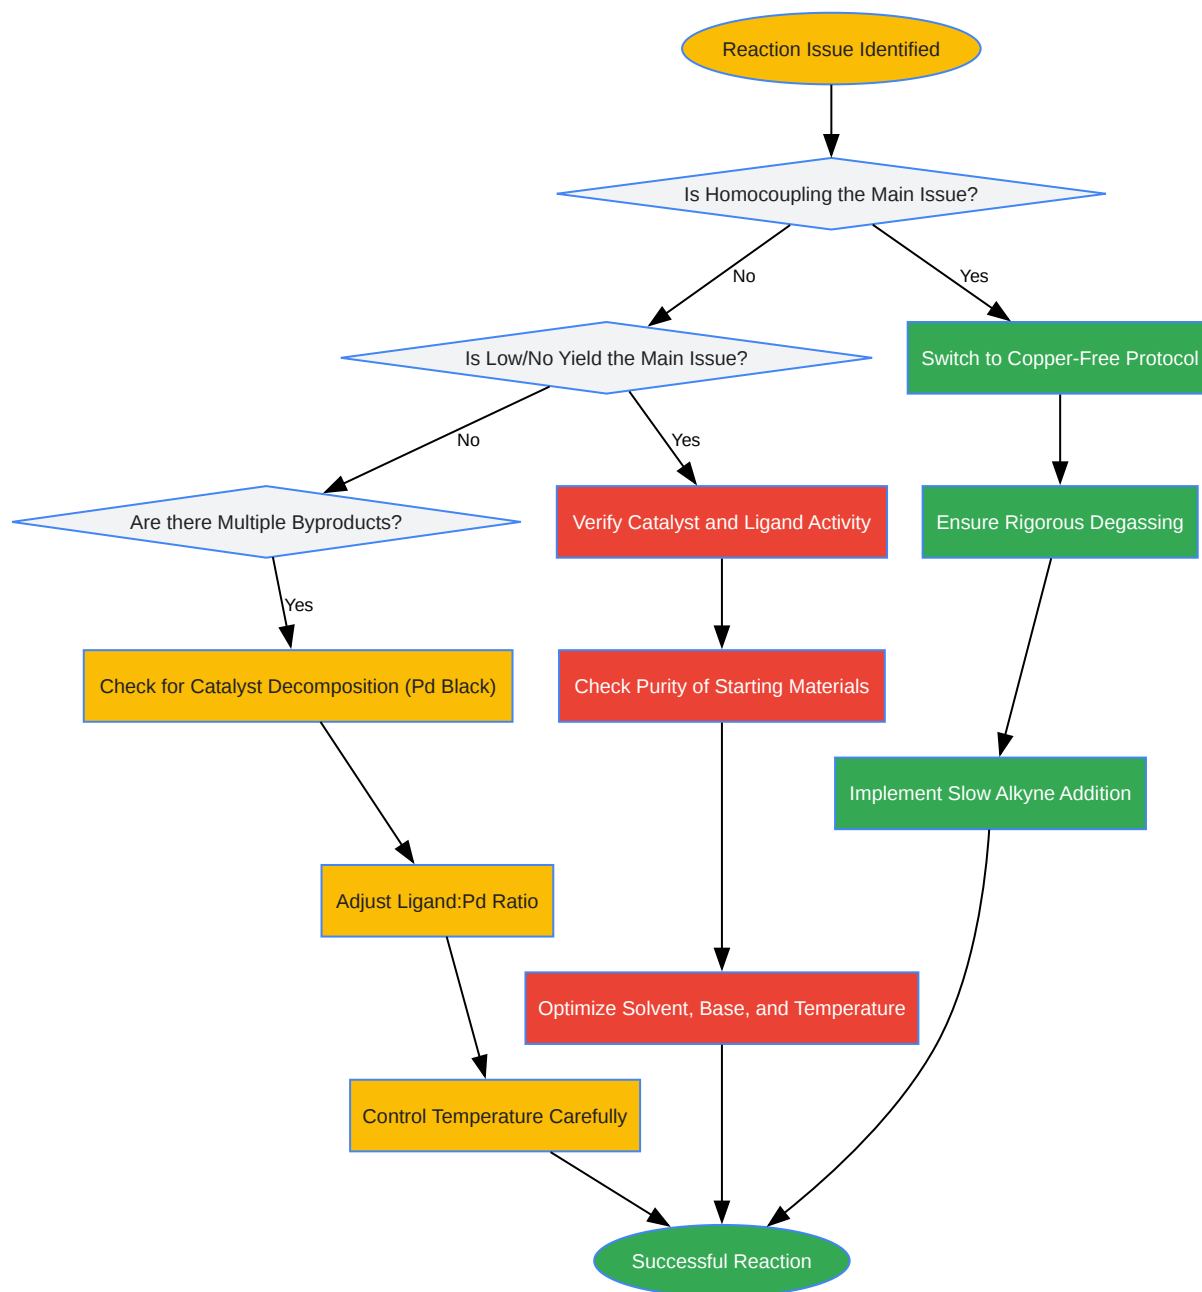 Reaction Issue Identified
Is Homocoupling the Main Issue?
No
Yes
Is Low/No Yield the Main Issue?
Switch to Copper-Free Protocol
No
Yes
Are there Multiple Byproducts?
Verify Catalyst and Ligand Activity
Ensure Rigorous Degassing
Yes
Check for Catalyst Decomposition (Pd Black)
Check Purity of Starting Materials
Implement Slow Alkyne Addition
Adjust Ligand:Pd Ratio
Optimize Solvent, Base, and Temperature
Control Temperature Carefully
Successful Reaction